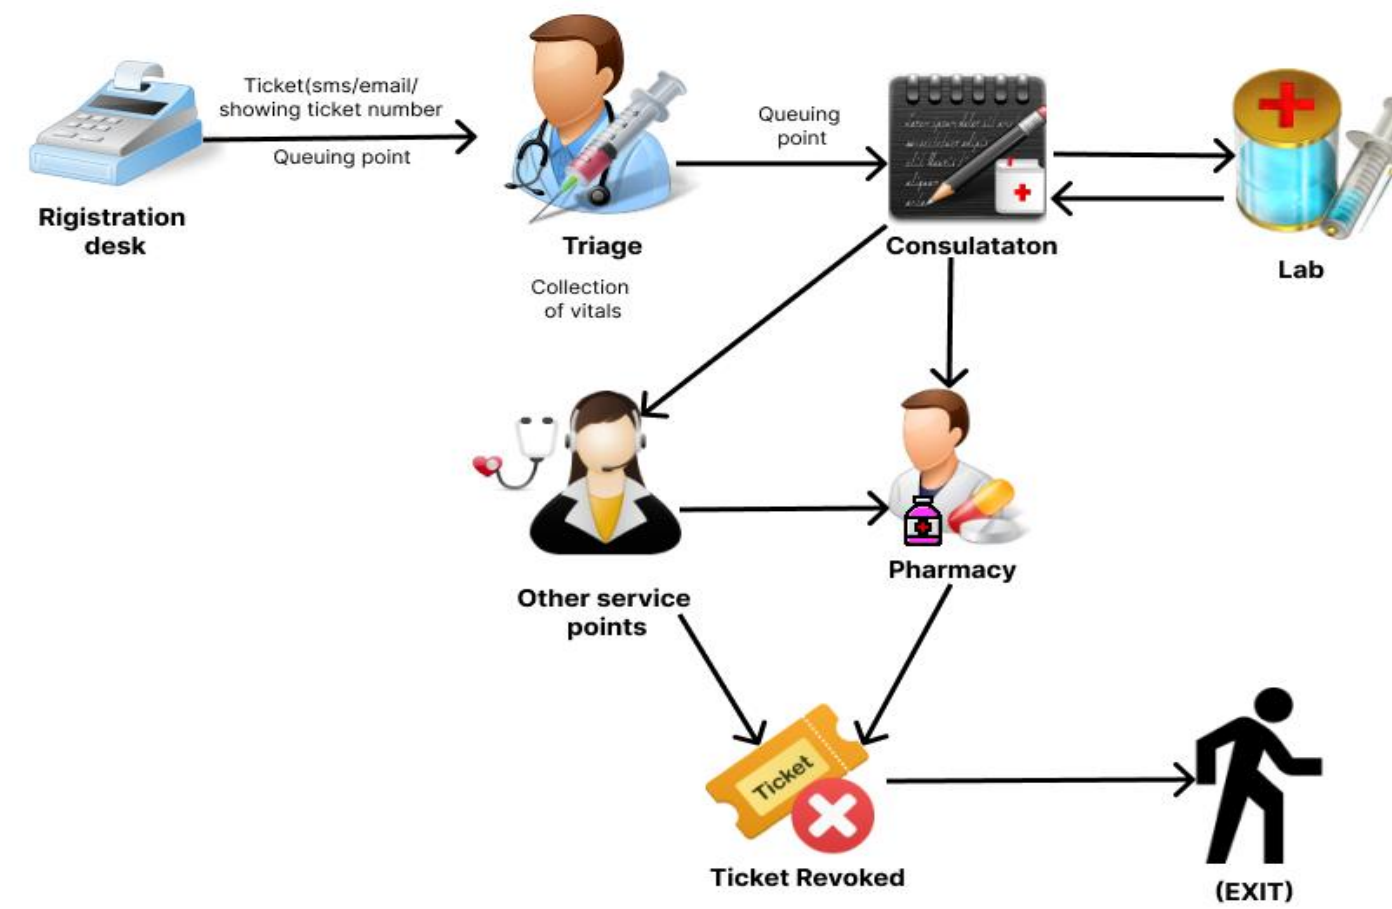 Ticket(sms/email/
showing ticket number
Queuing point
Rigistration
desk
Triage
Collection
of vitals
Queuing
point
Consulataton
Lab
Other service
points
Pharmacy
Ticket
Ticket Revoked
(EXIT)